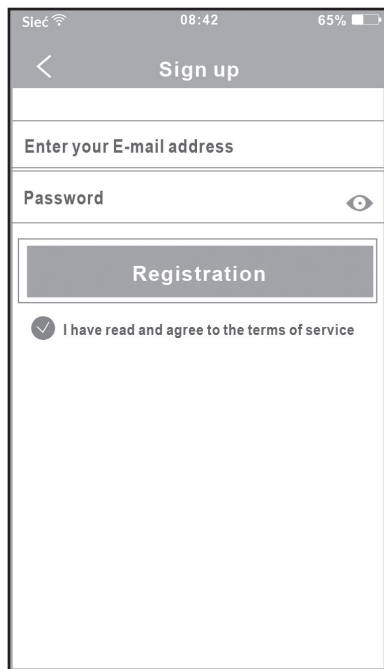 Sieć 08:42 65%
Sign up
Enter your E-mail address
Password
Registration
I have read and agree to the terms of service